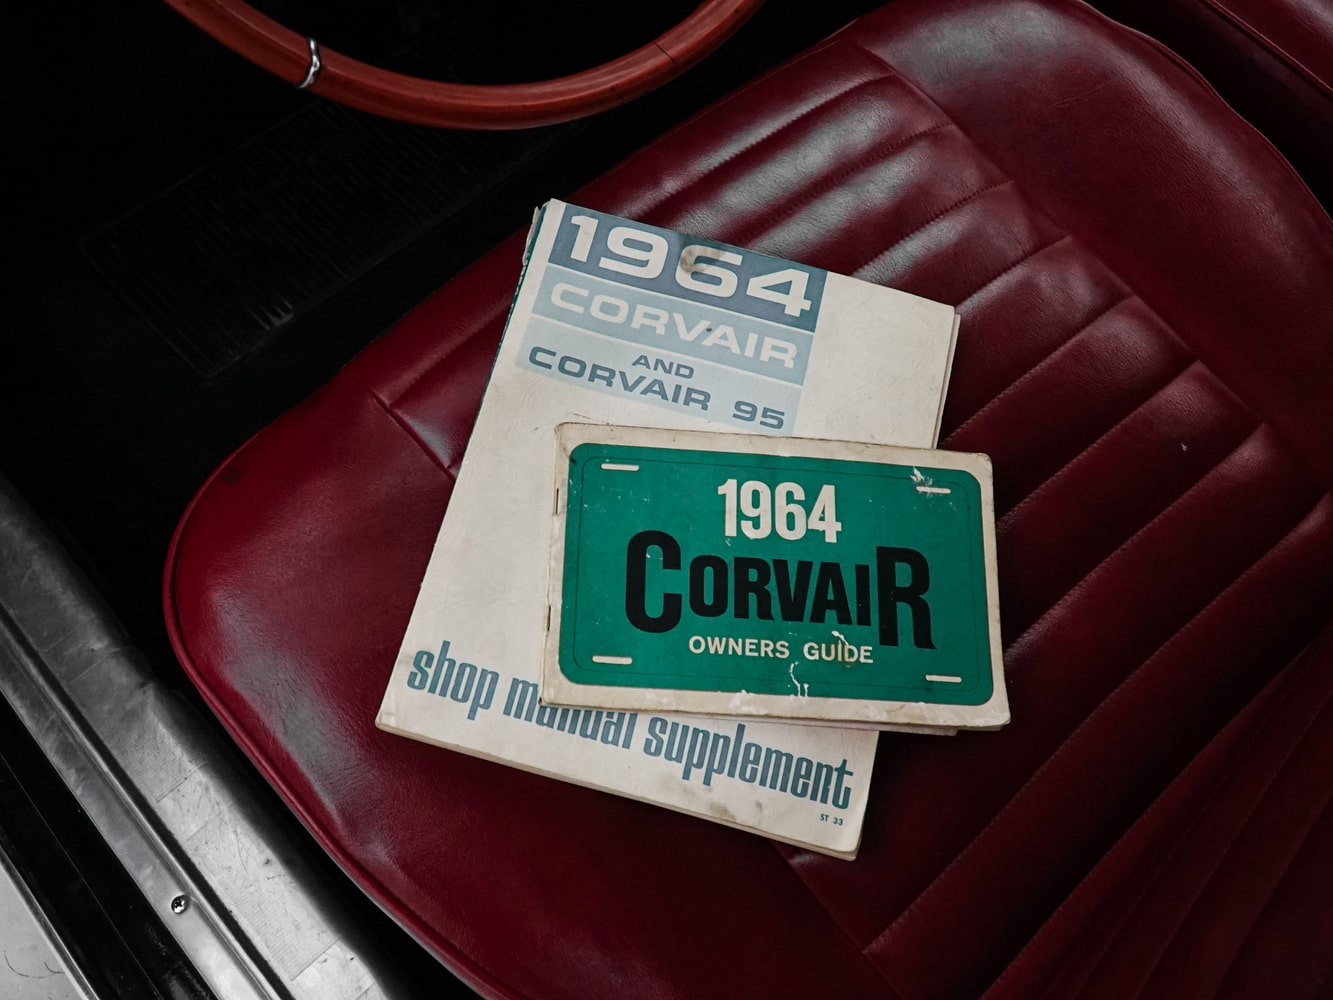 1964
CORVAIR
AND
CORVAIR 95
1964
CORVAIR
OWNERS GUIDE
shop manual supplement
ST 33